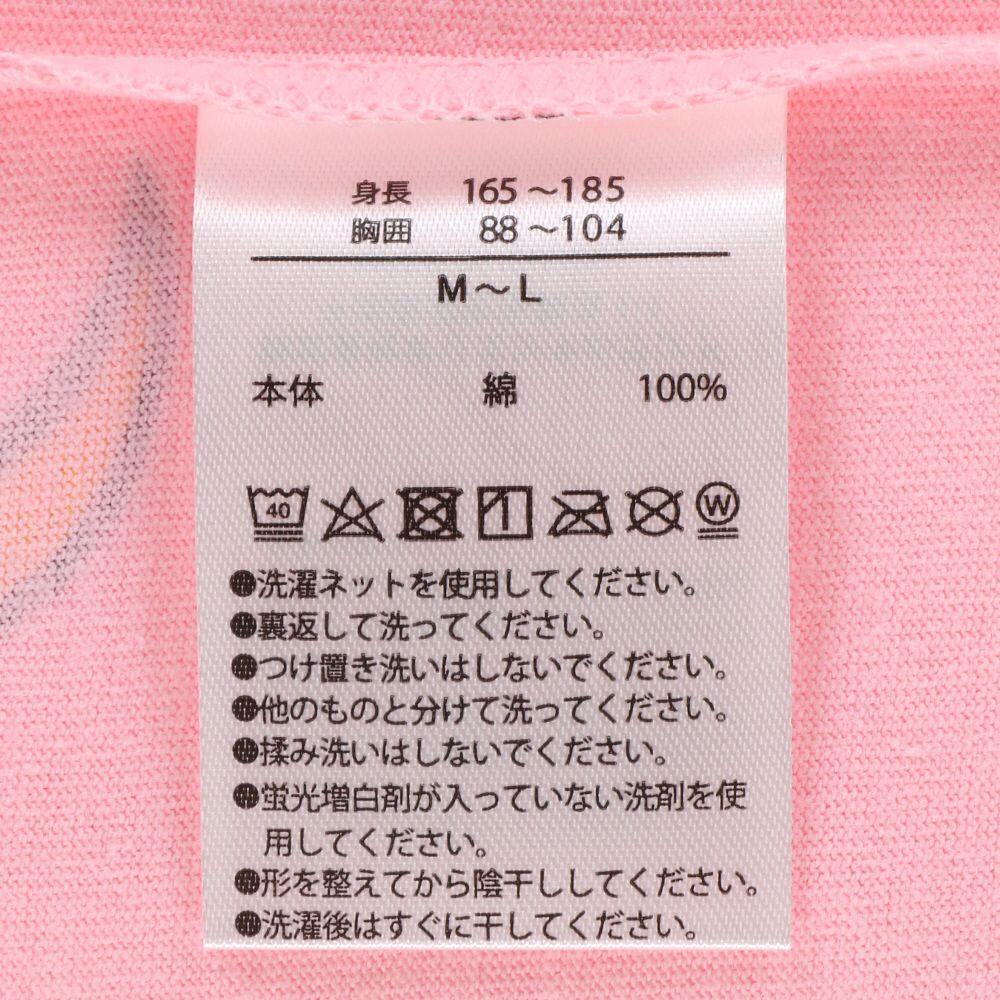 身長 165～185
胸囲 88～104
M～L
本体 綿 100%
40 W
●洗濯ネットを使用してください。
●裏返して洗ってください。
●つけ置き洗いはしないでください。
●他のものと分けて洗ってください。
●揉み洗いはしないでください。
●蛍光増白剤が入っていない洗剤を使
用してください。
●形を整えてから陰干ししてください。
●洗濯後はすぐに干してください。